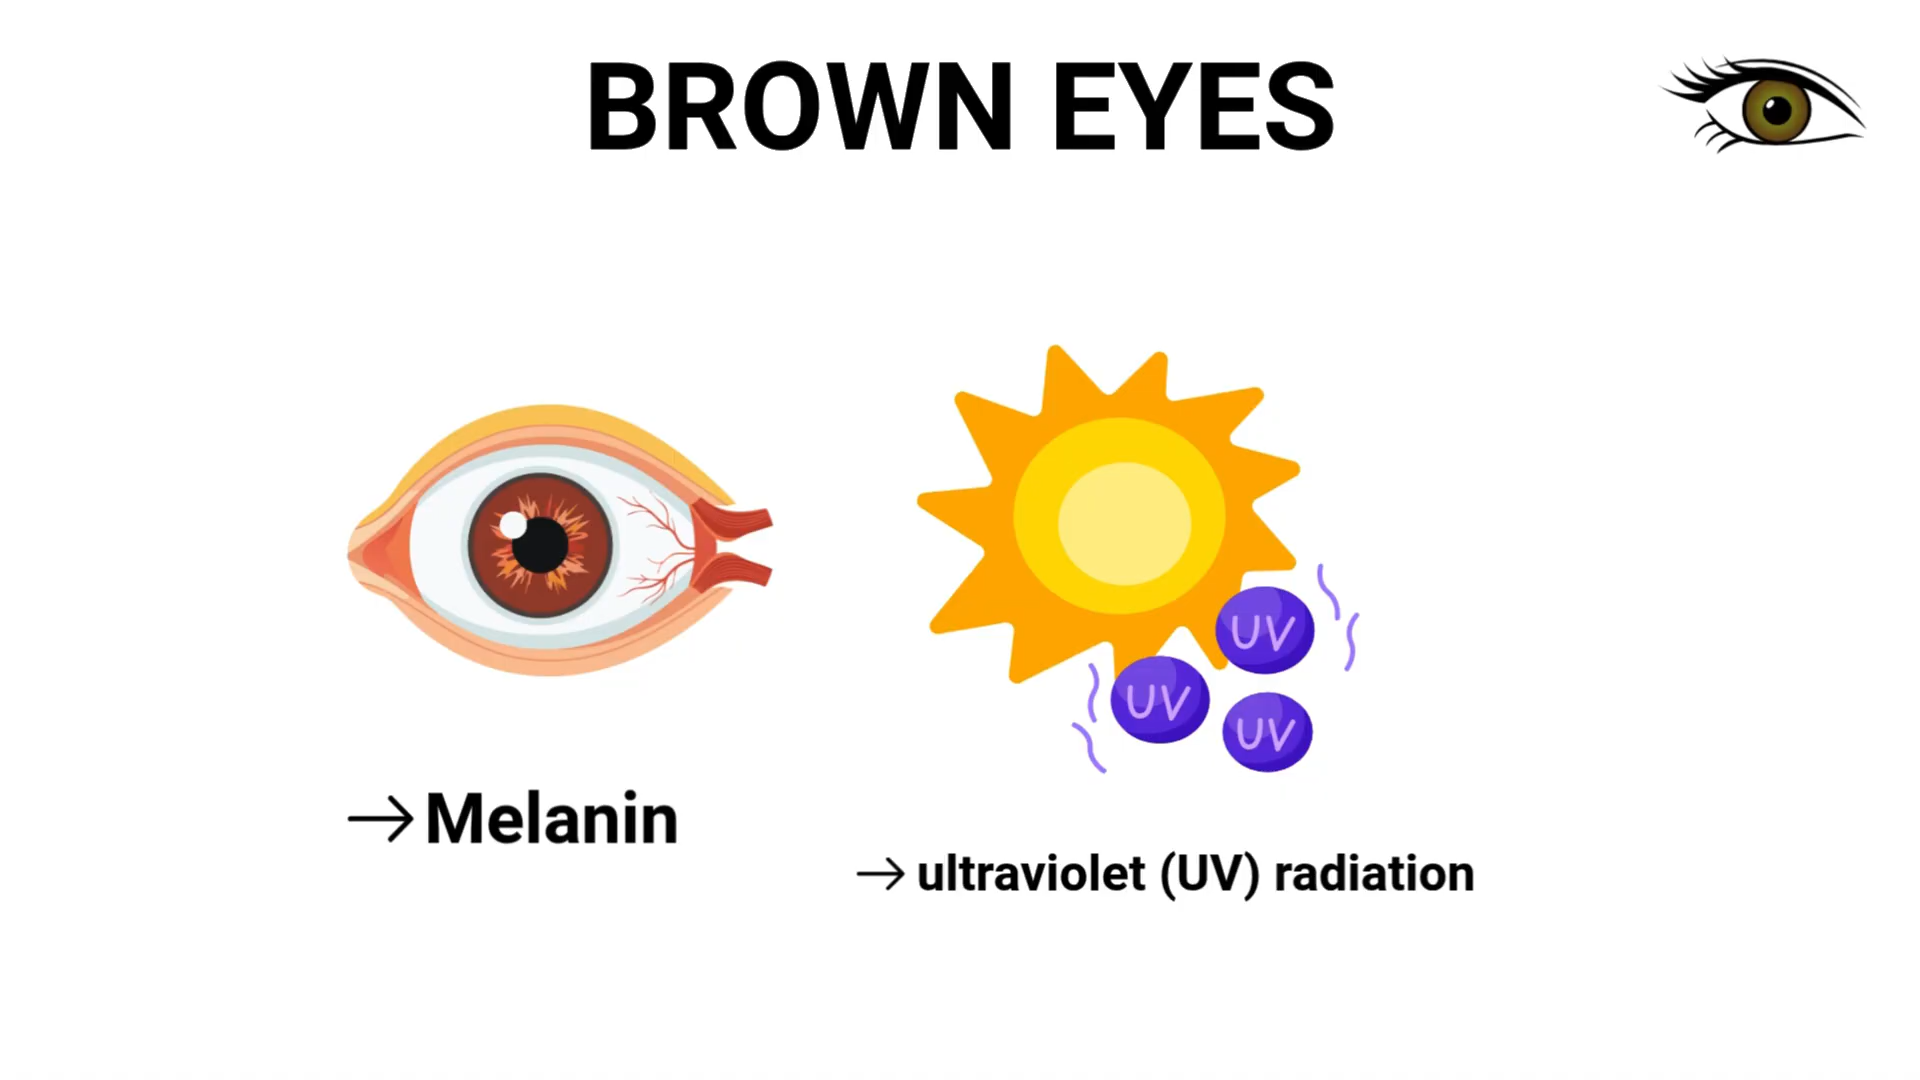 BROWN EYES
UV
UV
UV
→ Melanin
→ ultraviolet (UV) radiation